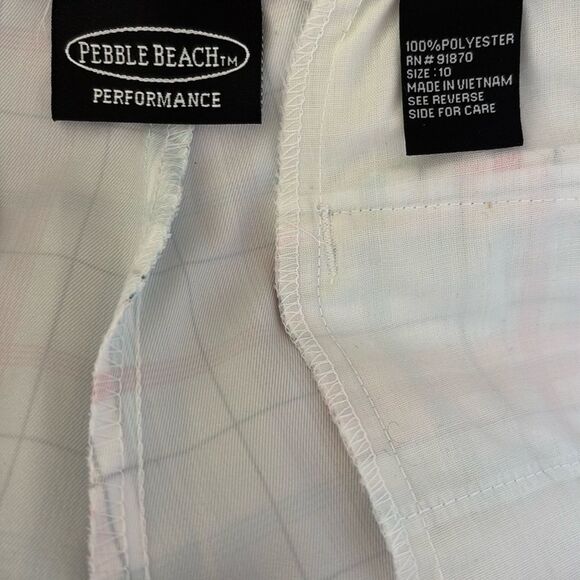 PEBBLE BEACH™
PERFORMANCE
100%POLYESTER
RN# 91870
SIZE: 10
MADE IN VIETNAM
SEE REVERSE
SIDE FOR CARE